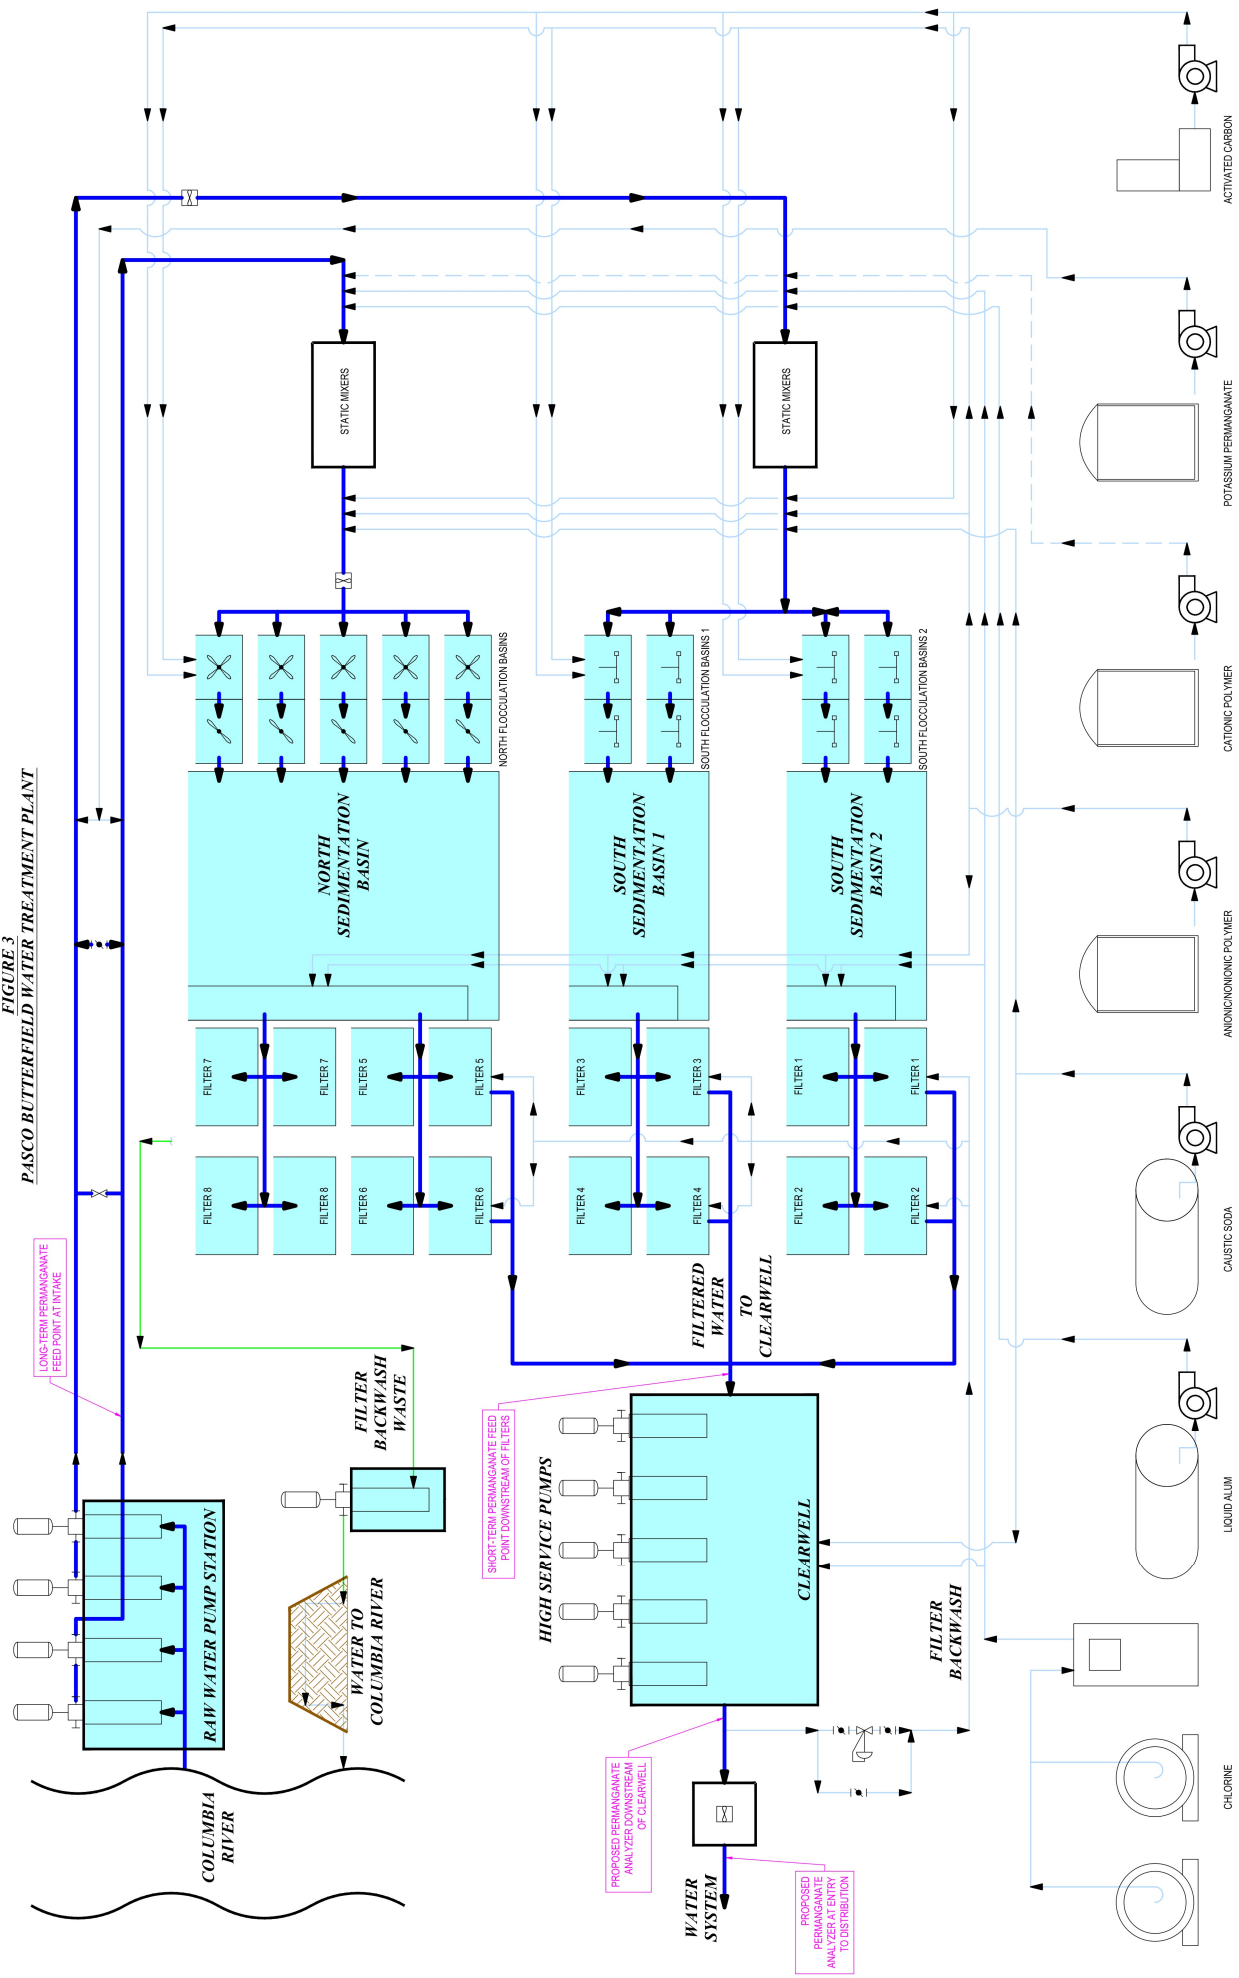 FIGURE 3
PASCO BUTTERFIELD WATER TREATMENT PLANT
COLUMBIA
RIVER
RAW WATER PUMP STATION
LONG-TERM PERMANGANATE
FEED POINT AT INTAKE
WATER TO
COLUMBIA RIVER
FILTER
BACKWASH
WASTE
FILTER 8
FILTER 7
FILTER 8
FILTER 7
FILTER 6
FILTER 5
FILTER 6
FILTER 5
FILTER 4
FILTER 3
FILTER 4
FILTER 3
FILTER 2
FILTER 1
FILTER 2
FILTER 1
NORTH
SEDIMENTATION
BASIN
SOUTH
SEDIMENTATION
BASIN 1
SOUTH
SEDIMENTATION
BASIN 2
NORTH FLOCCULATION BASINS
SOUTH FLOCCULATION BASINS 1
SOUTH FLOCCULATION BASINS 2
STATIC MIXERS
STATIC MIXERS
SHORT-TERM PERMANGANATE FEED
POINT DOWNSTREAM OF FILTERS
HIGH SERVICE PUMPS
FILTERED
WATER
TO
CLEARWELL
CLEARWELL
PROPOSED PERMANGANATE
ANALYZER DOWNSTREAM
OF CLEARWELL
WATER
SYSTEM
PROPOSED
PERMANGANATE
ANALYZER AT ENTRY
TO DISTRIBUTION
FILTER
BACKWASH
CHLORINE
LIQUID ALUM
CAUSTIC SODA
ANIONIC/NONIONIC POLYMER
CATIONIC POLYMER
POTASSIUM PERMANGANATE
ACTIVATED CARBON